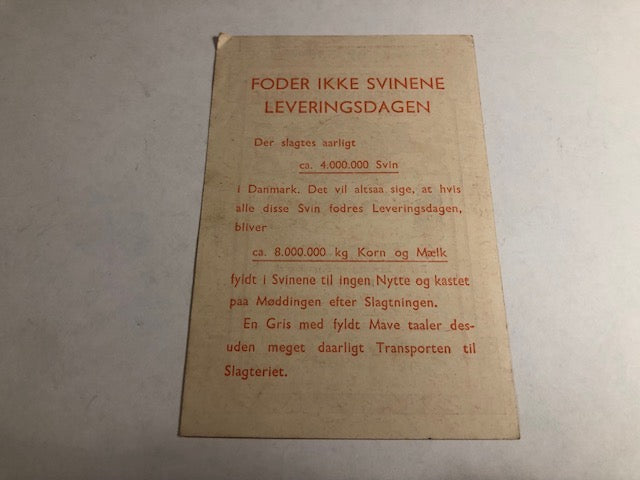 FODER IKKE SVINENE
LEVERINGSDAGEN
Der slagtes aarligt
ca. 4.000.000 Svin
i Danmark. Det vil altsaa sige, at hvis
alle disse Svin fodres Leveringsdagen,
bliver
ca. 8.000.000 kg Korn og Mælk
fyldt i Svinene til ingen Nytte og kastet
paa Møddingen efter Slagtningen.
En Gris med fyldt Mave taaler des-
uden meget daarligt Transporten til
Slagteriet.